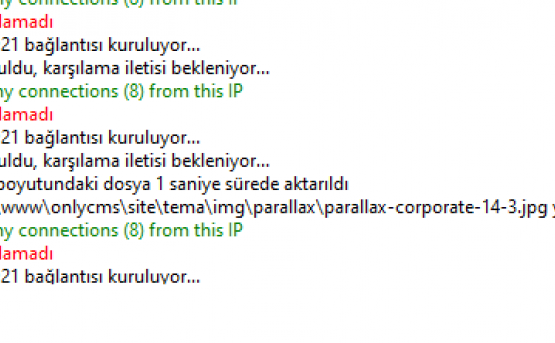 ny connections (8) from this IP
lamadı
21 bağlantısı kuruluyor...
uldu, karşılama iletisi bekleniyor...
ny connections (8) from this IP
lamadı
21 bağlantısı kuruluyor...
uldu, karşılama iletisi bekleniyor...
boyutundaki dosya 1 saniye sürede aktarıldı
\www\onlycms\site\tema\img\parallax\parallax-corporate-14-3.jpg y
ny connections (8) from this IP
lamadı
21 bağlantısı kuruluyor...